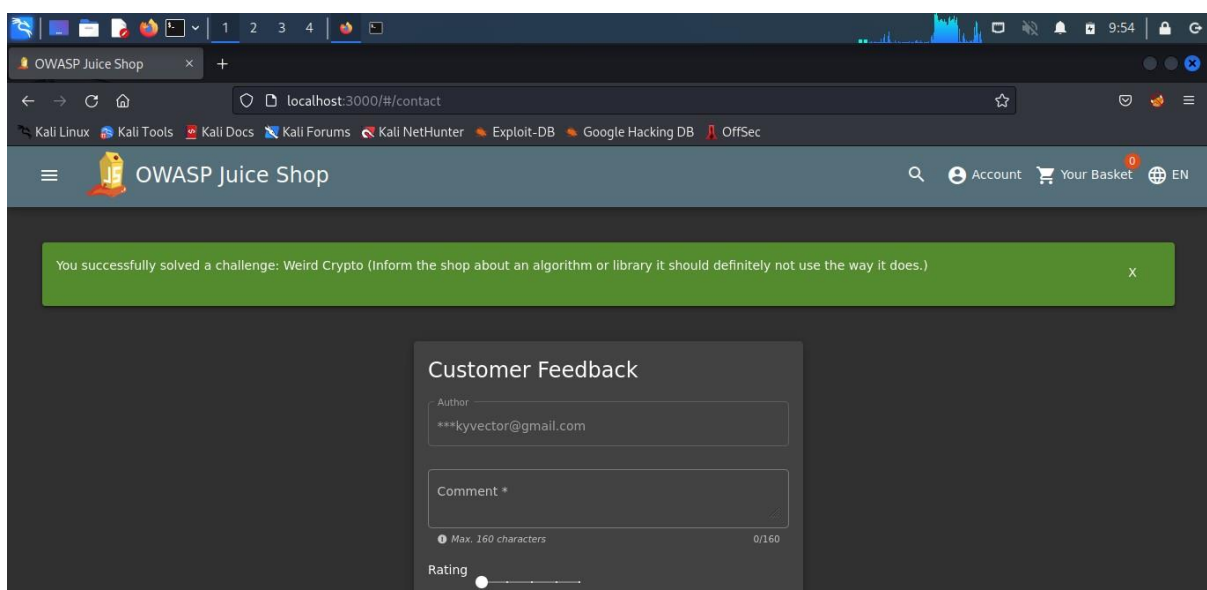 1 2 3 4 9:54
OWASP Juice Shop
localhost:3000/#/contact
Kali Linux Kali Tools Kali Docs Kali Forums Kali NetHunter Exploit-DB Google Hacking DB OffSec
OWASP Juice Shop Account Your Basket 0 EN
You successfully solved a challenge: Weird Crypto (Inform the shop about an algorithm or library it should definitely not use the way it does.) X
Customer Feedback
Author
***kyvector@gmail.com
Comment *
Max. 160 characters 0/160
Rating